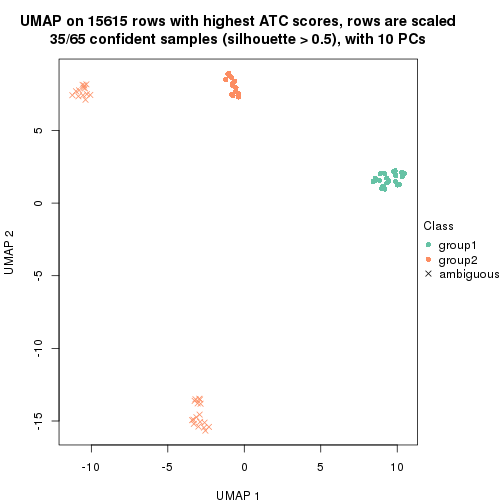 UMAP on 15615 rows with highest ATC scores, rows are scaled
35/65 confident samples (silhouette > 0.5), with 10 PCs
5
0
-5
-10
-15
UMAP 2
-10
-5
0
5
10
UMAP 1
Class
group1
group2
ambiguous